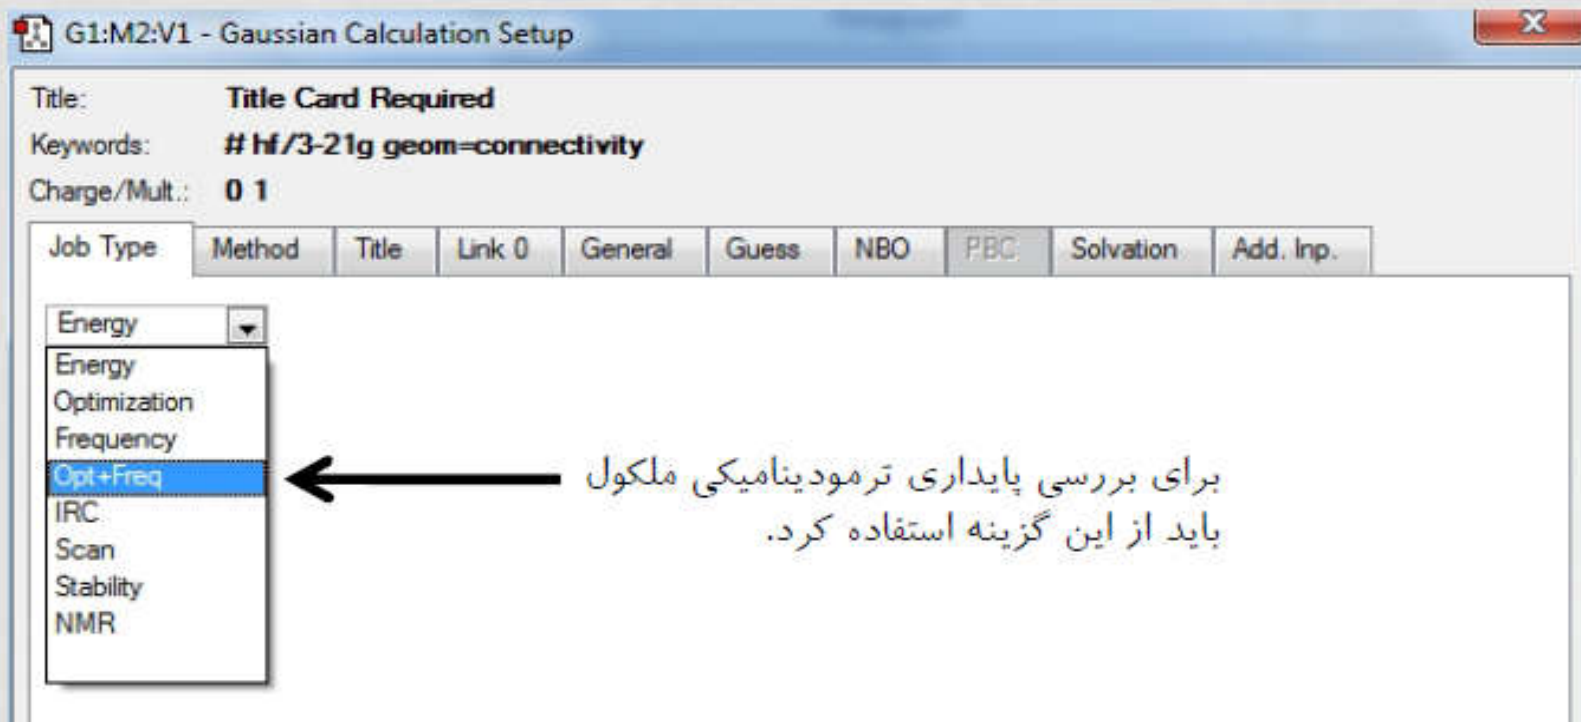 G1:M2:V1 - Gaussian Calculation Setup
Title: Title Card Required
Keywords: # hf/3-21g geom=connectivity
Charge/Mult.: 0 1
Job Type Method Title Link 0 General Guess NBO PBC Solvation Add. Inp.
Energy
Energy
Optimization
Frequency
Opt+Freq
IRC
Scan
Stability
NMR
برای بررسی پایداری ترمودینامیکی ملکول
باید از این گزینه استفاده کرد.